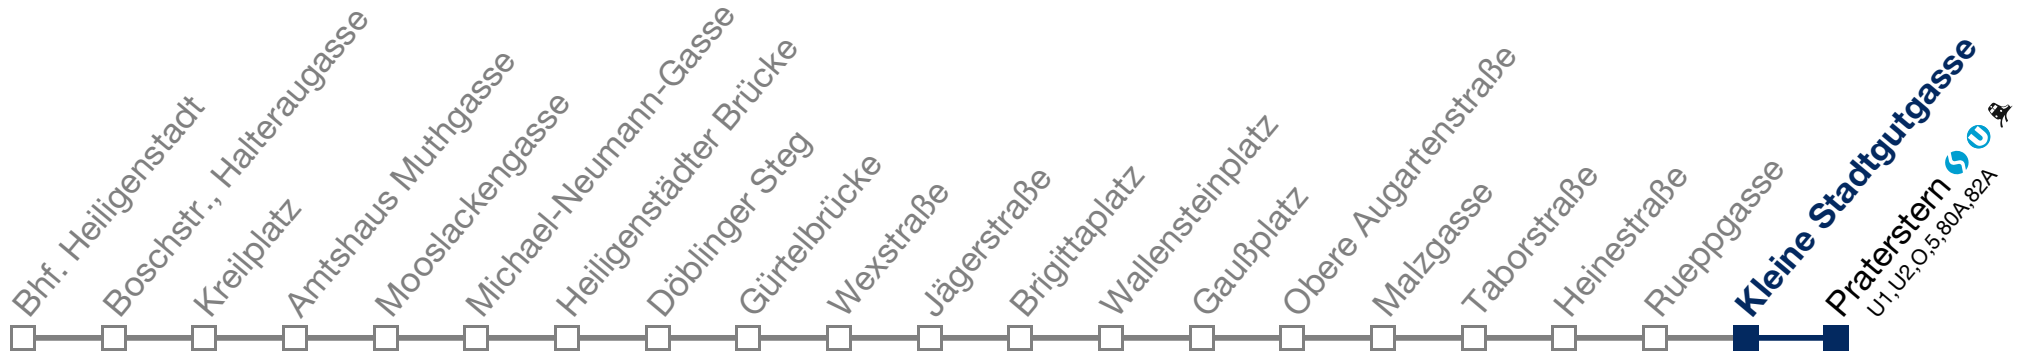 Bhf. Heiligenstadt
Boschstr., Halteraugasse
Kreilplatz
Amtshaus Muthgasse
Mooslackengasse
Michael-Neumann-Gasse
Heiligenstädter Brücke
Döblinger Steg
Gürtelbrücke
Wexstraße
Jägerstraße
Brigittaplatz
Wallensteinplatz
Gaußplatz
Obere Augartenstraße
Malzgasse
Taborstraße
Heinestraße
Rueppgasse
Kleine Stadtgutgasse
Praterstern S U
U1,U2,O,5,80A,82A